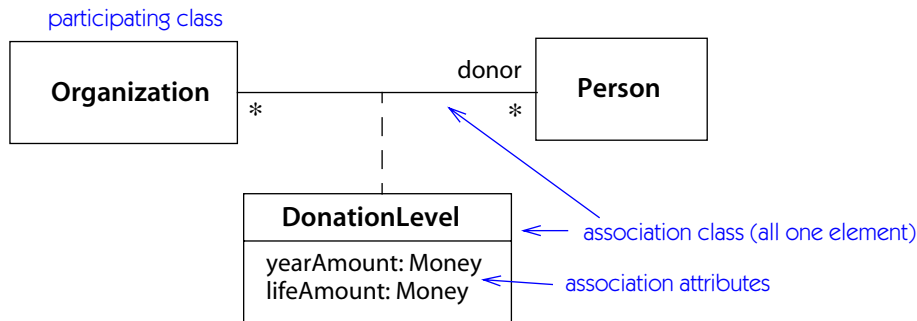 participating class
Organization
donor
Person
*
*
DonationLevel
yearAmount: Money
lifeAmount: Money
association class (all one element)
association attributes